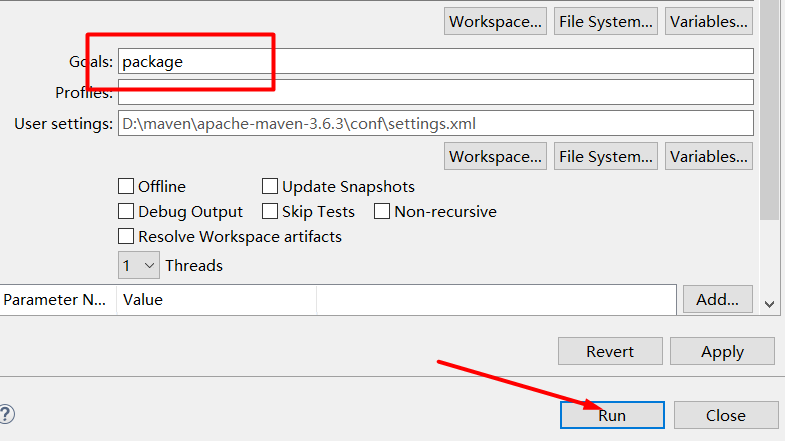 Workspace... File System... Variables...
Goals: package
Profiles:
User settings: D:\maven\apache-maven-3.6.3\conf\settings.xml
Workspace... File System... Variables...
Offline Update Snapshots
Debug Output Skip Tests Non-recursive
Resolve Workspace artifacts
1 Threads
Parameter N... Value Add...
Revert Apply
? Run Close